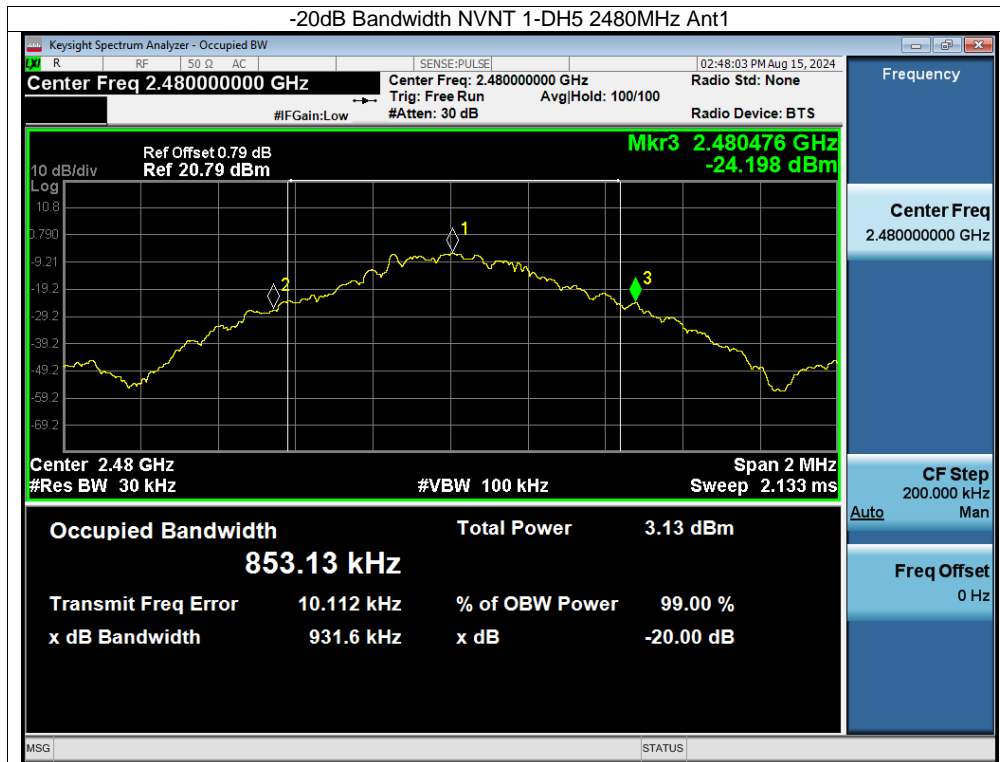 -20dB Bandwidth NVNT 1-DH5 2480MHz Ant1
Keysight Spectrum Analyzer - Occupied BW
LXI R RF 50 Ω AC SENSE:PULSE 02:48:03 PM Aug 15, 2024
Center Freq 2.480000000 GHz
Center Freq: 2.480000000 GHz
Radio Std: None
Trig: Free Run Avg|Hold: 100/100
#IFGain:Low #Atten: 30 dB Radio Device: BTS
Frequency
Mkr3 2.480476 GHz
-24.198 dBm
Ref Offset 0.79 dB
10 dB/div Ref 20.79 dBm
Log
10.8
0.790
-9.21
-19.2
-29.2
-39.2
-49.2
-59.2
-69.2
1
2
3
Center 2.48 GHz Span 2 MHz
#Res BW 30 kHz #VBW 100 kHz Sweep 2.133 ms
Center Freq
2.480000000 GHz
CF Step
200.000 kHz
Auto Man
Freq Offset
0 Hz
Occupied Bandwidth Total Power 3.13 dBm
853.13 kHz
Transmit Freq Error 10.112 kHz % of OBW Power 99.00 %
x dB Bandwidth 931.6 kHz x dB -20.00 dB
MSG STATUS